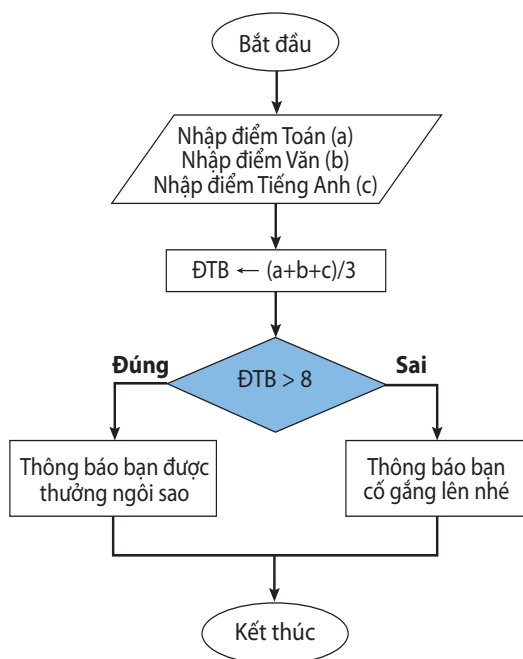 Bắt đầu
Nhập điểm Toán (a)
Nhập điểm Văn (b)
Nhập điểm Tiếng Anh (c)
ĐTB ← (a+b+c)/3
Đúng
ĐTB > 8
Sai
Thông báo bạn được
thưởng ngôi sao
Thông báo bạn
cố gắng lên nhé
Kết thúc